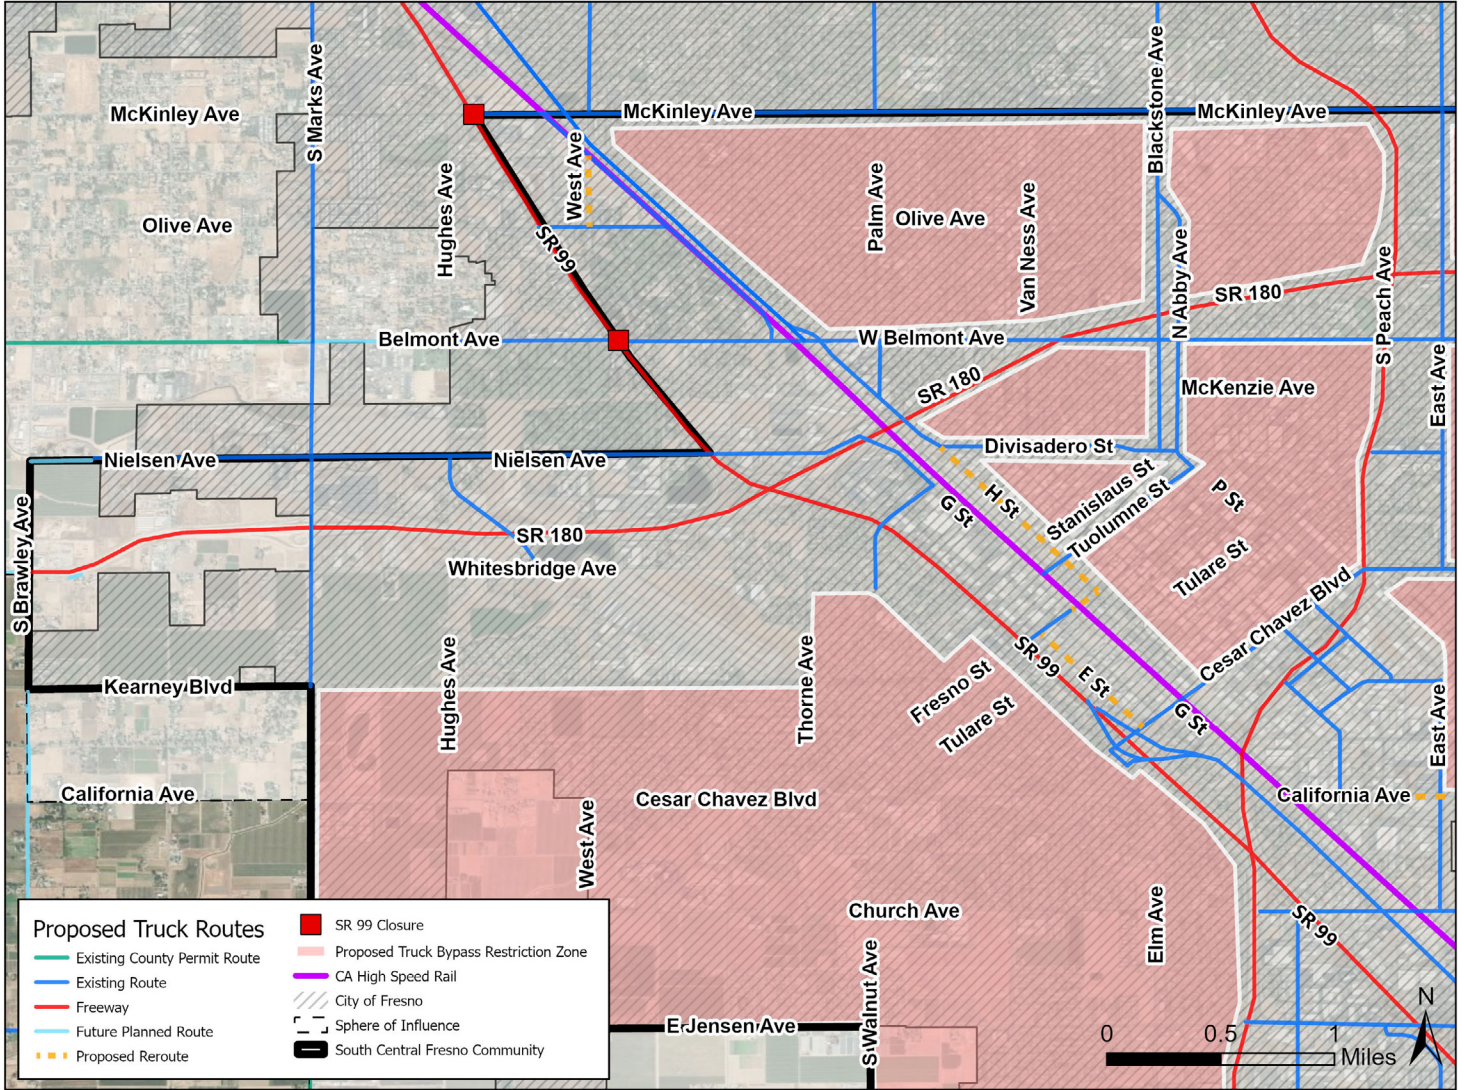 S Marks Ave
Blackstone Ave
McKinley Ave
McKinley Ave
McKinley Ave
West Ave
Hughes Ave
Palm Ave
Olive Ave
Olive Ave
Van Ness Ave
N Abby Ave
SR 99
SR 180
S Peach Ave
Belmont Ave
W Belmont Ave
SR 180
McKenzie Ave
East Ave
Nielsen Ave
Nielsen Ave
Divisadero St
Stanislaus St
Tuolumne St
P St
H St
G St
S Brawley Ave
SR 180
Whitesbridge Ave
Tulare St
Cesar Chavez Blvd
Kearney Blvd
Hughes Ave
Thorne Ave
SR 99
E St
Fresno St
Tulare St
G St
East Ave
California Ave
Cesar Chavez Blvd
California Ave
West Ave
Church Ave
Elm Ave
SR 99
S Walnut Ave
E Jensen Ave
Proposed Truck Routes
Existing County Permit Route
Existing Route
Freeway
Future Planned Route
Proposed Reroute
SR 99 Closure
Proposed Truck Bypass Restriction Zone
CA High Speed Rail
City of Fresno
Sphere of Influence
South Central Fresno Community
N
0 0.5 1
Miles